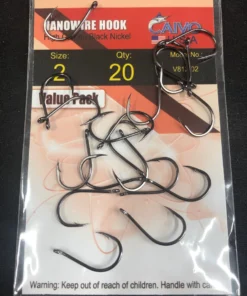 NANOWIRE HOOK
Black Nickel
Size:
Qty:
2
20
Value Pack
Warning: Keep out of reach of children. Handle with